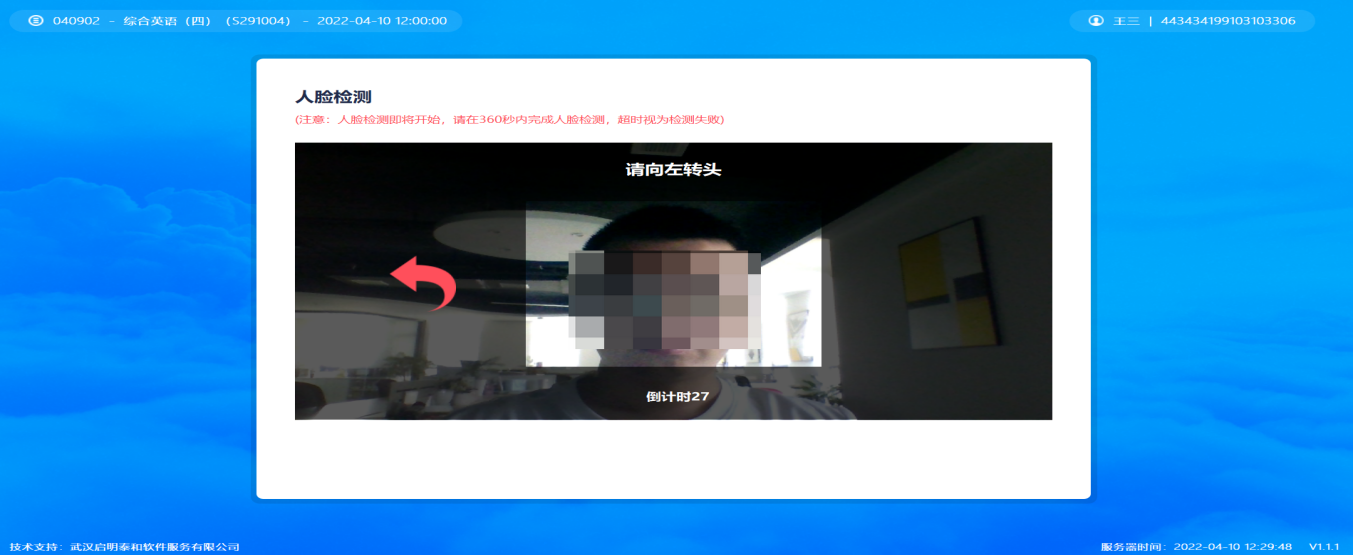 040902 - 综合英语（四）（S291004） - 2022-04-10 12:00:00
王三 | 443434199103103306
人脸检测
(注意：人脸检测即将开始，请在360秒内完成人脸检测，超时视为检测失败)
请向左转头
倒计时27
技术支持：武汉启明泰和软件服务有限公司
服务器时间：2022-04-10 12:29:48 V1.1.1